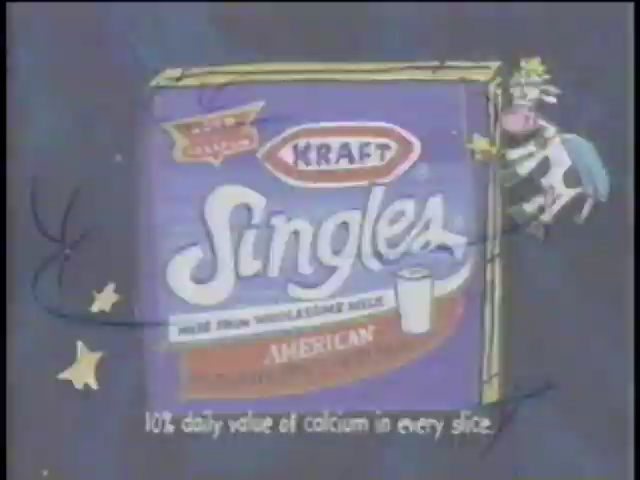 KRAFT
Singles
MADE FROM WHOLESOME MILK
AMERICAN
10% daily value of calcium in every slice.